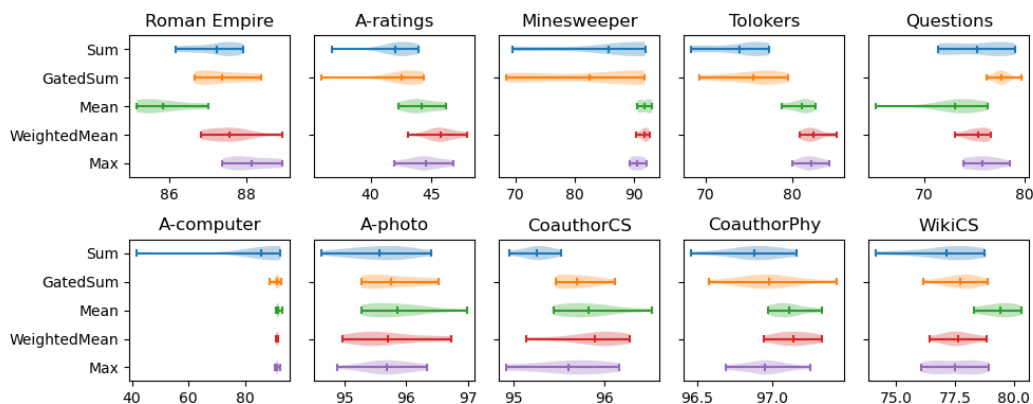 Roman Empire A-ratings Minesweeper Tolokers Questions
Sum
GatedSum
Mean
WeightedMean
Max
86 88 40 45 70 80 90 70 80 70 80
A-computer A-photo CoauthorCS CoauthorPhy WikiCS
Sum
GatedSum
Mean
WeightedMean
Max
40 60 80 95 96 97 95 96 96.5 97.0 75.0 77.5 80.0